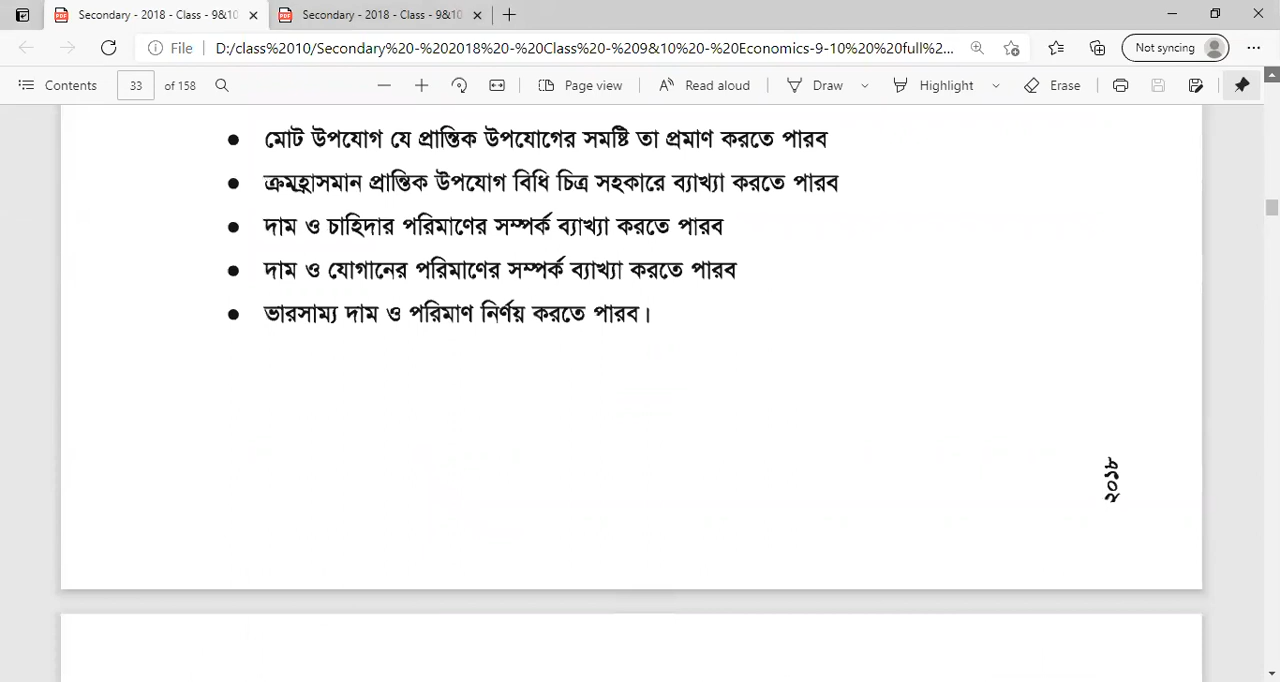 Secondary - 2018 - Class - 9&10
Secondary - 2018 - Class - 9&10
File
D:/class%2010/Secondary%20-%202018%20-%20Class%20-%209&10%20-%20Economics-9-10%20%20full%2...
Not syncing
Contents
33
of 158
Page view
Read aloud
Draw
Highlight
Erase
● মোট উপযোগ যে প্রান্তিক উপযোগের সমষ্টি তা প্রমাণ করতে পারব
● ক্রমহ্রাসমান প্রান্তিক উপযোগ বিধি চিত্র সহকারে ব্যাখ্যা করতে পারব
● দাম ও চাহিদার পরিমাণের সম্পর্ক ব্যাখ্যা করতে পারব
● দাম ও যোগানের পরিমাণের সম্পর্ক ব্যাখ্যা করতে পারব
● ভারসাম্য দাম ও পরিমাণ নির্ণয় করতে পারব।
২০১৮